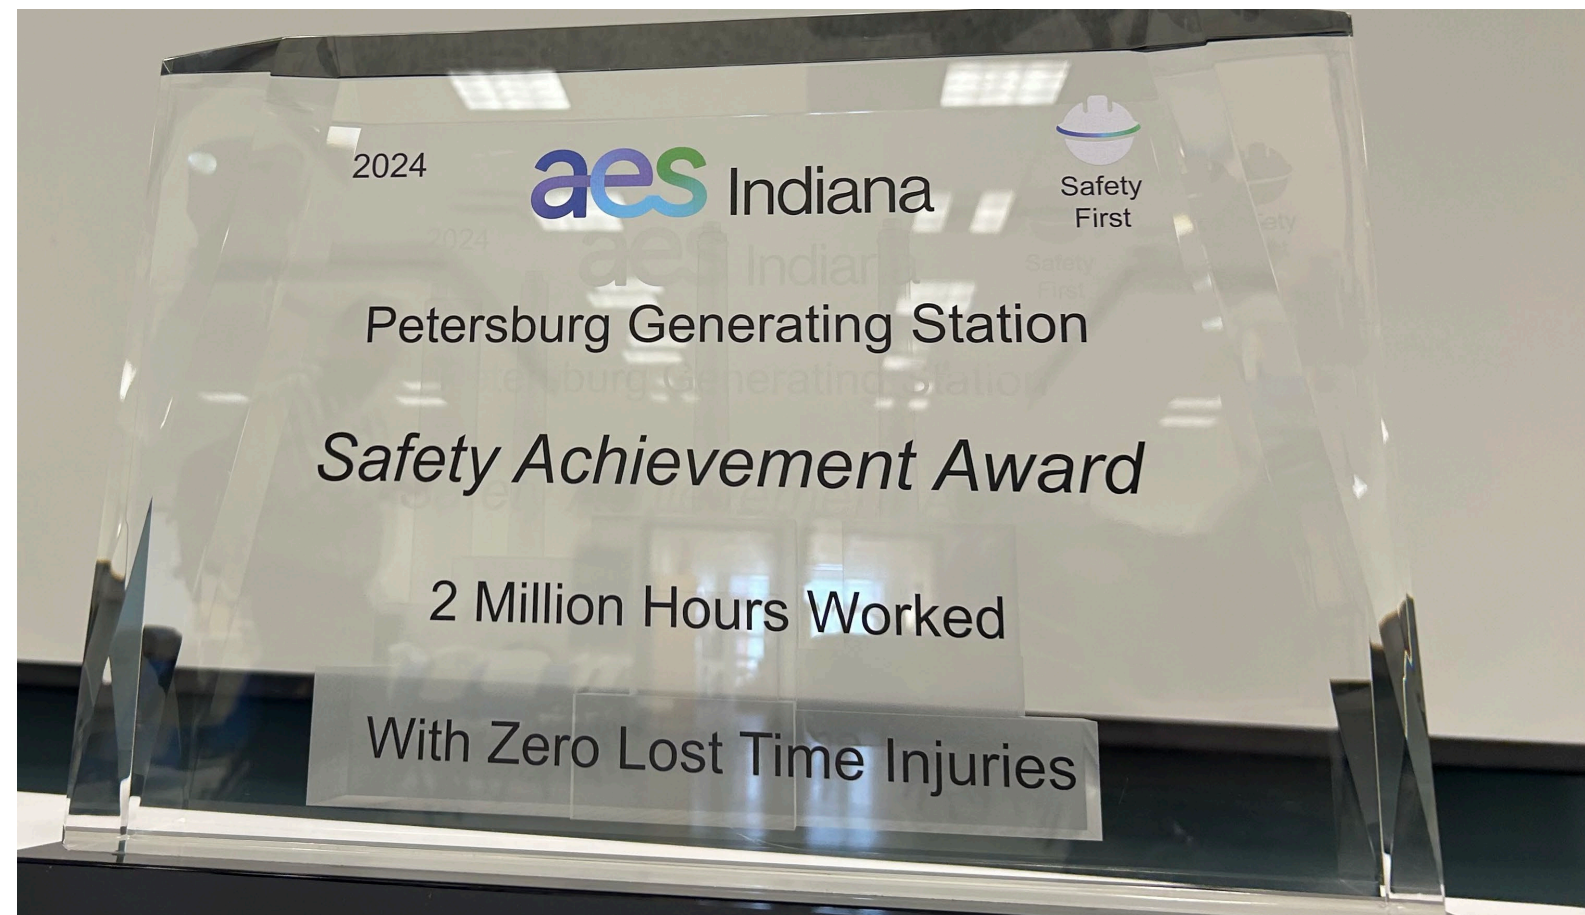 2024
aes Indiana
Safety
First
Petersburg Generating Station
Safety Achievement Award
2 Million Hours Worked
With Zero Lost Time Injuries